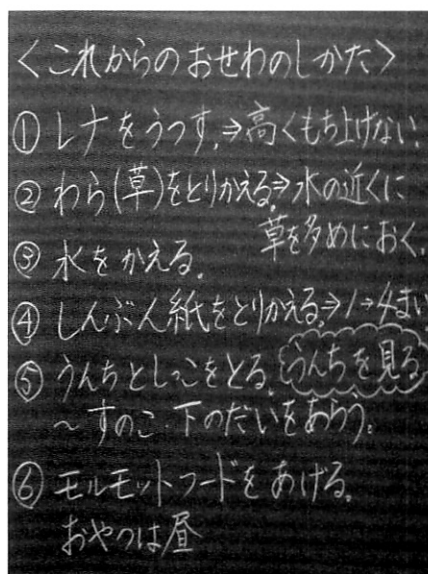 <これからのおせわのしかた>
① レナをうつす。⇒高くもち上げない。
② わら(草)をとりかえる。⇒水の近くに
草を多めにおく。
③ 水をかえる。
④ しんぶん紙をとりかえる。⇒1→4まい
⑤ うんちとしっこをとる。うんちを見る
~すのこ・下のだいをあらう。
⑥ モルモットフードをあげる。
おやつは昼